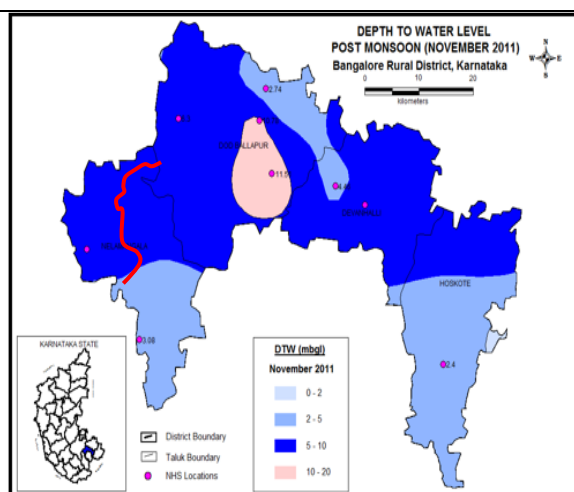 DEPTH TO WATER LEVEL
POST MONSOON (NOVEMBER 2011)
Bangalore Rural District, Karnataka
N
W
E
S
0
10
20
kilometers
2.74
11.5
4.46
HOSKOTE
3.08
2.4
KARNATAKA STATE
District Boundary
Taluk Boundary
NHS Locations
DTW (mbgl)
November 2011
0 - 2
2 - 5
5 - 10
10 - 20